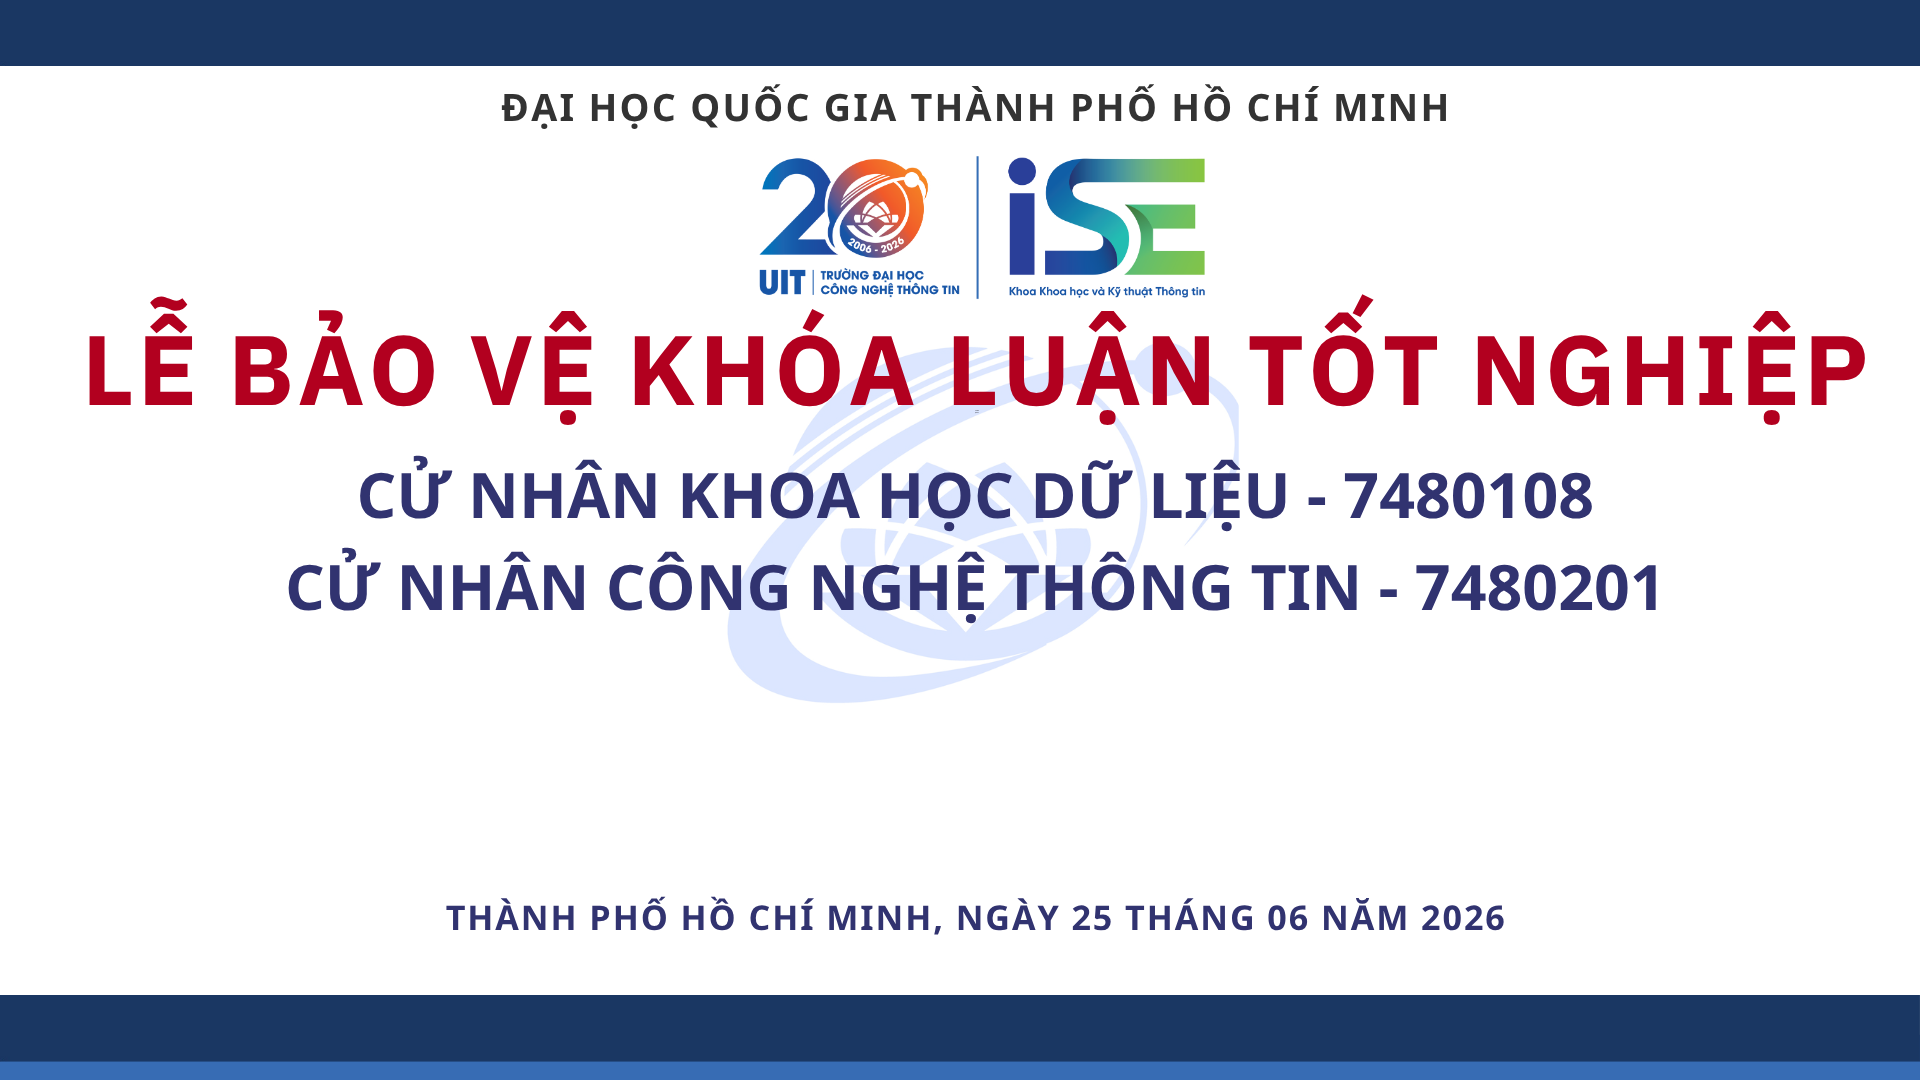 ĐẠI HỌC QUỐC GIA THÀNH PHỐ HỒ CHÍ MINH
20
2006 - 2026
UIT | TRƯỜNG ĐẠI HỌC
CÔNG NGHỆ THÔNG TIN
iSE
Khoa Khoa học và Kỹ thuật Thông tin
LỄ BẢO VỆ KHÓA LUẬN TỐT NGHIỆP
CỬ NHÂN KHOA HỌC DỮ LIỆU - 7480108
CỬ NHÂN CÔNG NGHỆ THÔNG TIN - 7480201
THÀNH PHỐ HỒ CHÍ MINH, NGÀY 25 THÁNG 06 NĂM 2026